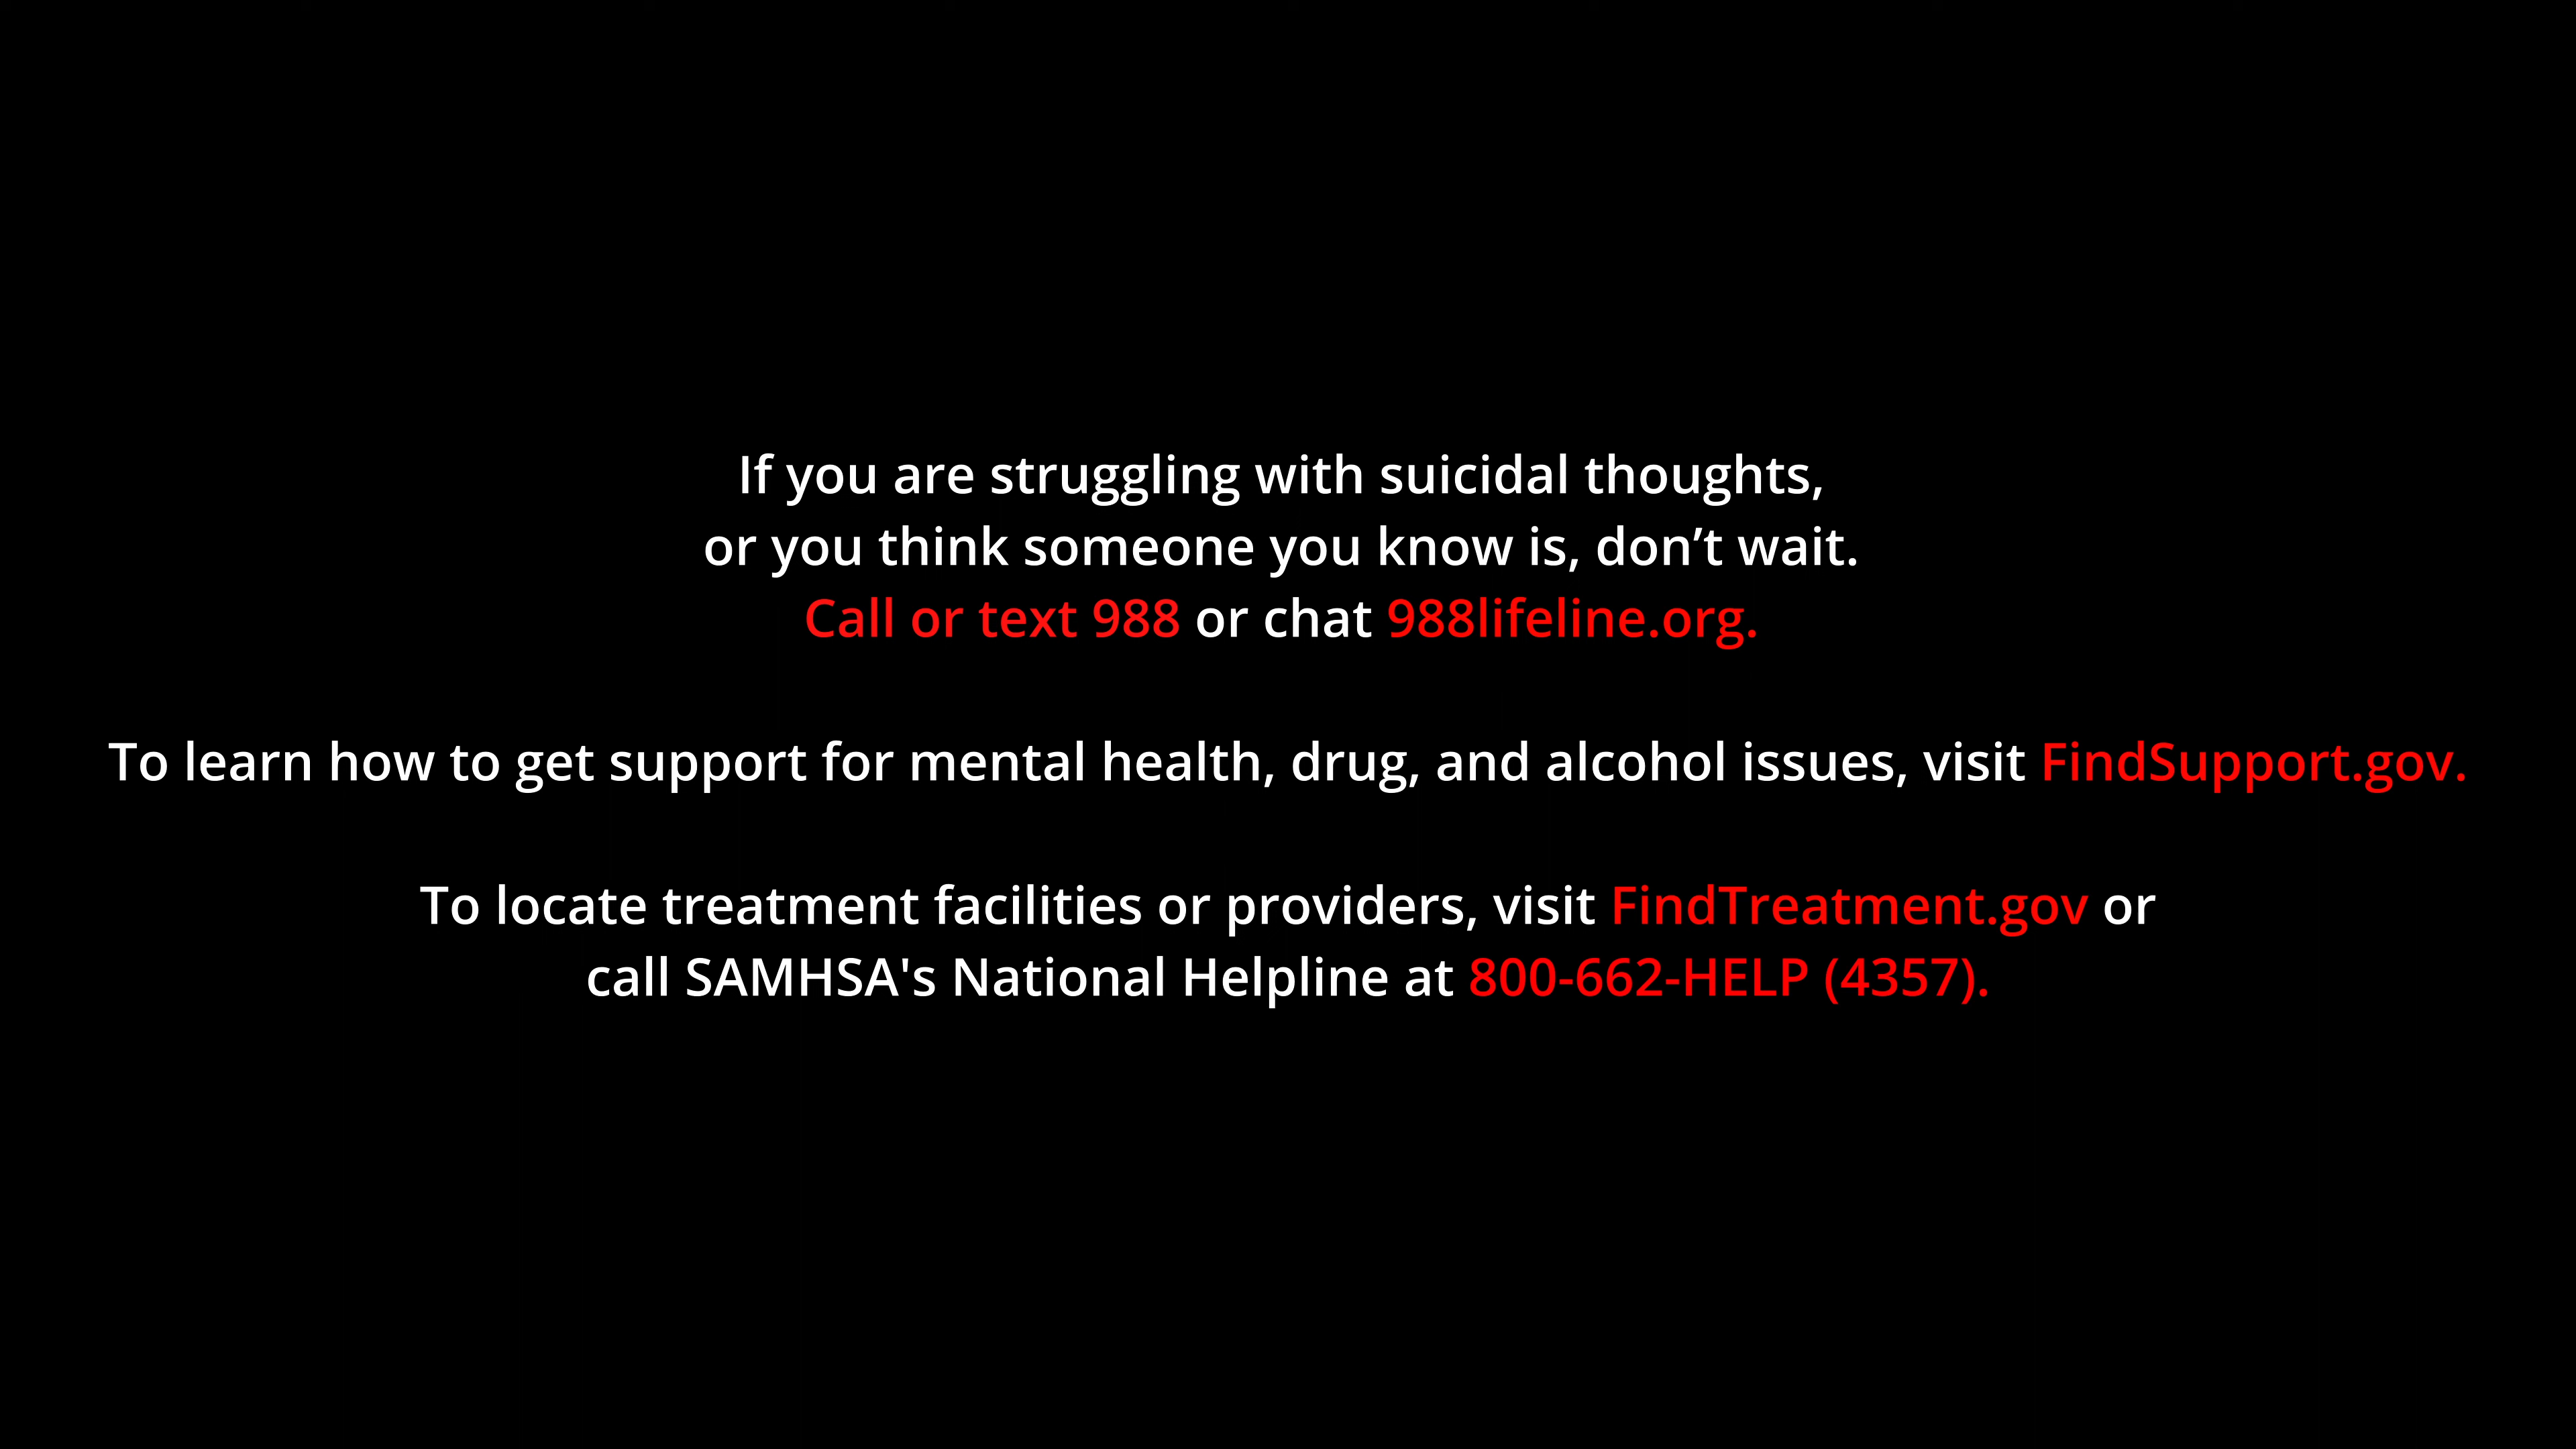 If you are struggling with suicidal thoughts,
or you think someone you know is, don’t wait.
Call or text 988 or chat 988lifeline.org.
To learn how to get support for mental health, drug, and alcohol issues, visit FindSupport.gov.
To locate treatment facilities or providers, visit FindTreatment.gov or
call SAMHSA's National Helpline at 800-662-HELP (4357).